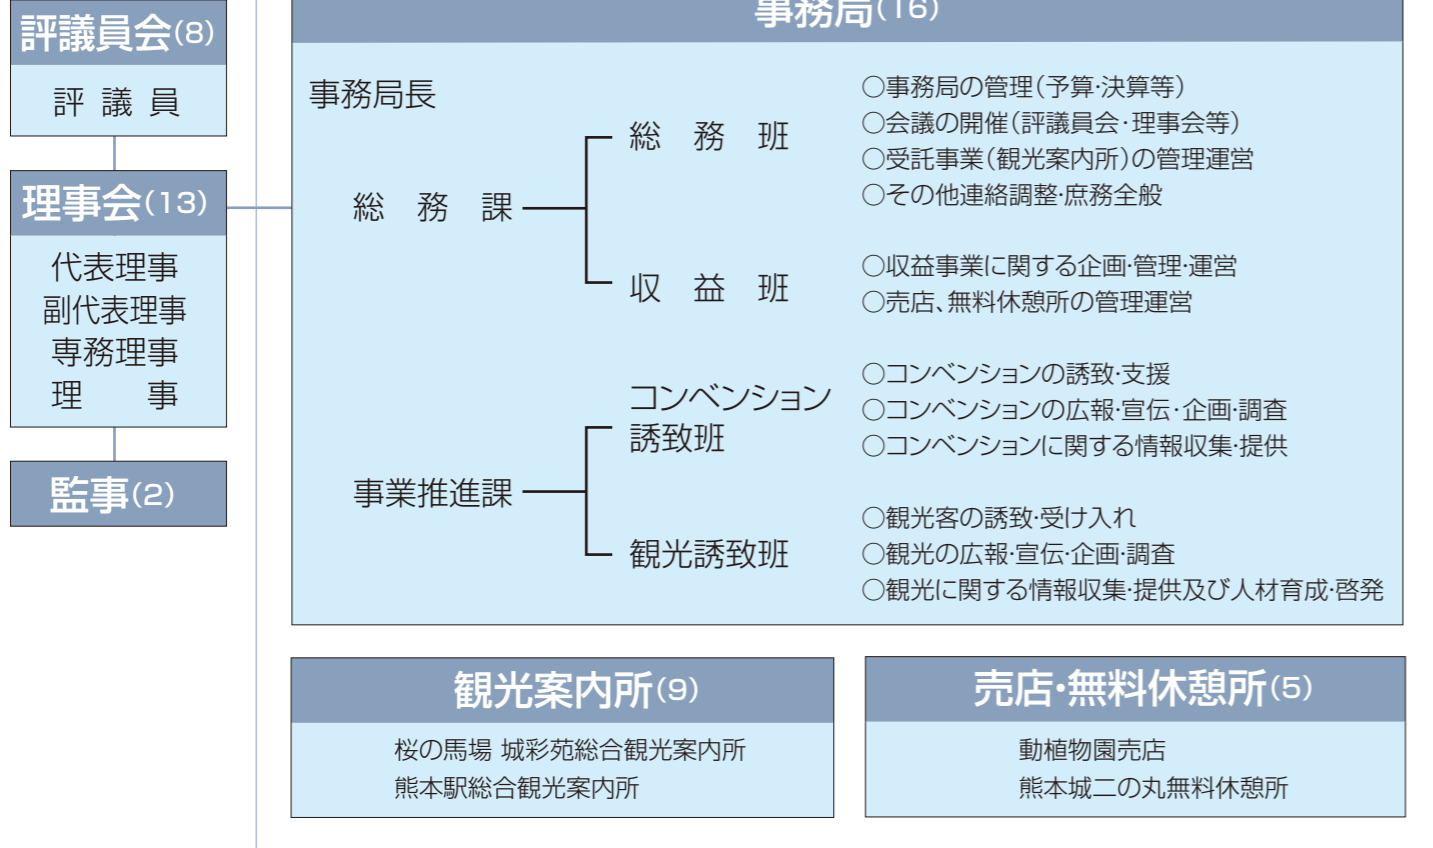 評議員会(8)
評議員
理事会(13)
代表理事
副代表理事
専務理事
理　　事
監事(2)
事務局(16)
事務局長
総　務　課
総　務　班
○事務局の管理(予算・決算等)
○会議の開催(評議員会・理事会等)
○受託事業(観光案内所)の管理運営
○その他連絡調整・庶務全般
収　益　班
○収益事業に関する企画・管理・運営
○売店、無料休憩所の管理運営
事業推進課
コンベンション
誘致班
○コンベンションの誘致・支援
○コンベンションの広報・宣伝・企画・調査
○コンベンションに関する情報収集・提供
観光誘致班
○観光客の誘致・受け入れ
○観光の広報・宣伝・企画・調査
○観光に関する情報収集・提供及び人材育成・啓発
観光案内所(9)
桜の馬場 城彩苑総合観光案内所
熊本駅総合観光案内所
売店・無料休憩所(5)
動植物園売店
熊本城二の丸無料休憩所